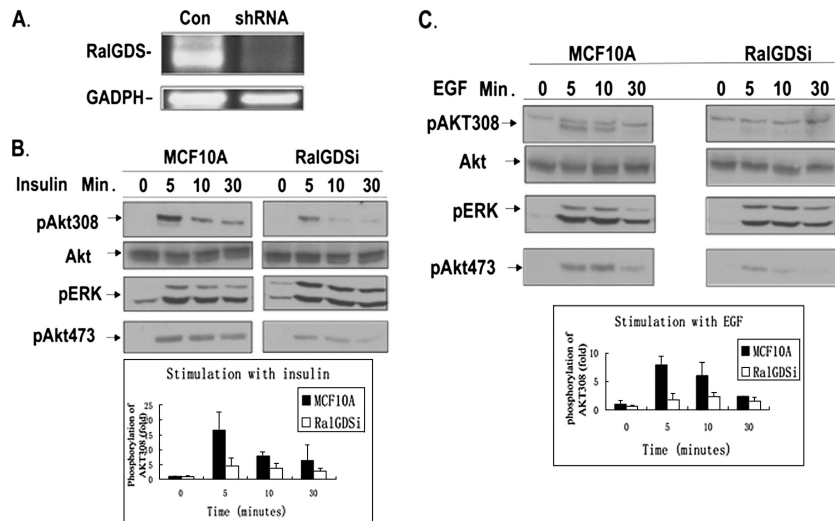 A.
Con shRNA
RalGDS-
GADPH-
B.
MCF10A RalGDSi
Insulin Min. 0 5 10 30 0 5 10 30
pAkt308
Akt
pERK
pAkt473
Stimulation with insulin
Phosphorylation of
AKT308(fold)
25
20
15
10
5
0
MCF10A
RalGDSi
0 5 10 30
Time (minutes)
C.
MCF10A RalGDSi
EGF Min. 0 5 10 30 0 5 10 30
pAKT308
Akt
pERK
pAkt473
Stimulation with EGF
phosphorylation of
AKT308 (fold)
10
5
0
MCF10A
RalGDSi
0 5 10 30
Time (minutes)